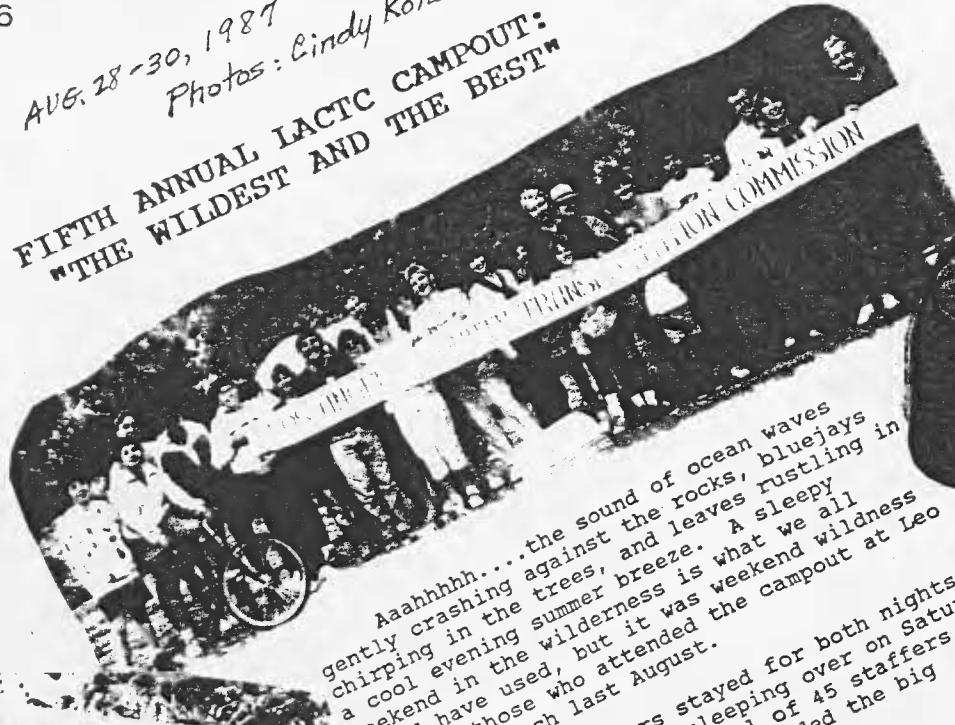 6
AUG. 28-30, 1987
Photos: Cindy
FIFTH ANNUAL LACTC CAMPOUT:
"THE WILDEST AND THE BEST"
LOS ANGELES COUNTY TRANSPORTATION COMMISSION
Aaahhhhh....the sound of ocean waves
gently crashing against the rocks, bluejays
chirping in the trees, and leaves rustling in
a cool evening summer breeze. A sleepy
weekend in the wilderness is what we all
have used, but it was weekend wildness
those who attended the campout at Leo
last August.
stayed for both nights
sleeping over on
of 45 staffers
the big